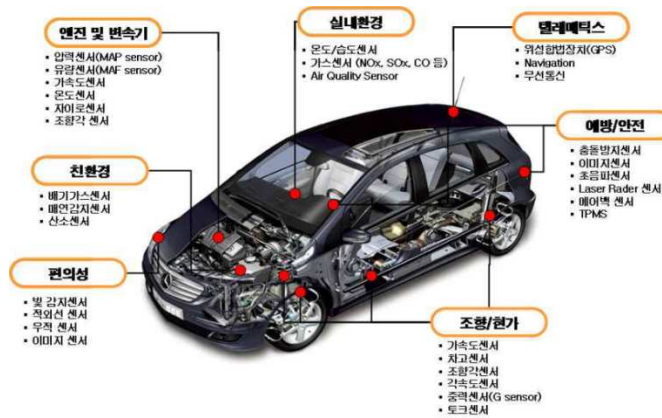 엔진 및 변속기
압력센서(MAP sensor)
유량센서(MAF sensor)
가속도센서
온도센서
자이로센서
조향각 센서
실내환경
온도/습도센서
가스센서 (NOx, SOx, CO 등)
Air Quality Sensor
텔레매틱스
위성항법장치(GPS)
Navigation
무선통신
예방/안전
충돌방지센서
이미지센서
초음파센서
Laser Rader 센서
에어백 센서
TPMS
친환경
배기가스센서
매연감지센서
산소센서
편의성
빛 감지센서
적외선 센서
우적 센서
이미지 센서
조향/현가
가속도센서
차고센서
조향각센서
각속도센서
중력센서(G sensor)
토크센서